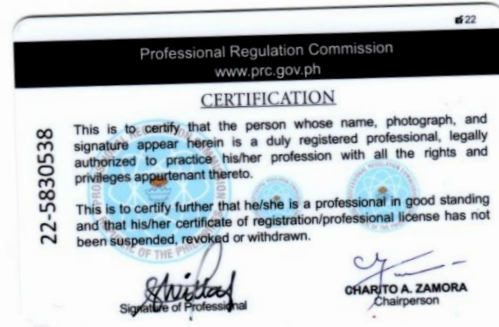 22
Professional Regulation Commission
www.prc.gov.ph
CERTIFICATION
22-5830538
This is to certify that the person whose name, photograph, and
signature appear herein is a duly registered professional, legally
authorized to practice his/her profession with all the rights and
privileges appurtenant thereto.
This is to certify further that he/she is a professional in good standing
and that his/her certificate of registration/professional license has not
been suspended, revoked or withdrawn.
Signature of Professional
CHARITO A. ZAMORA
Chairperson